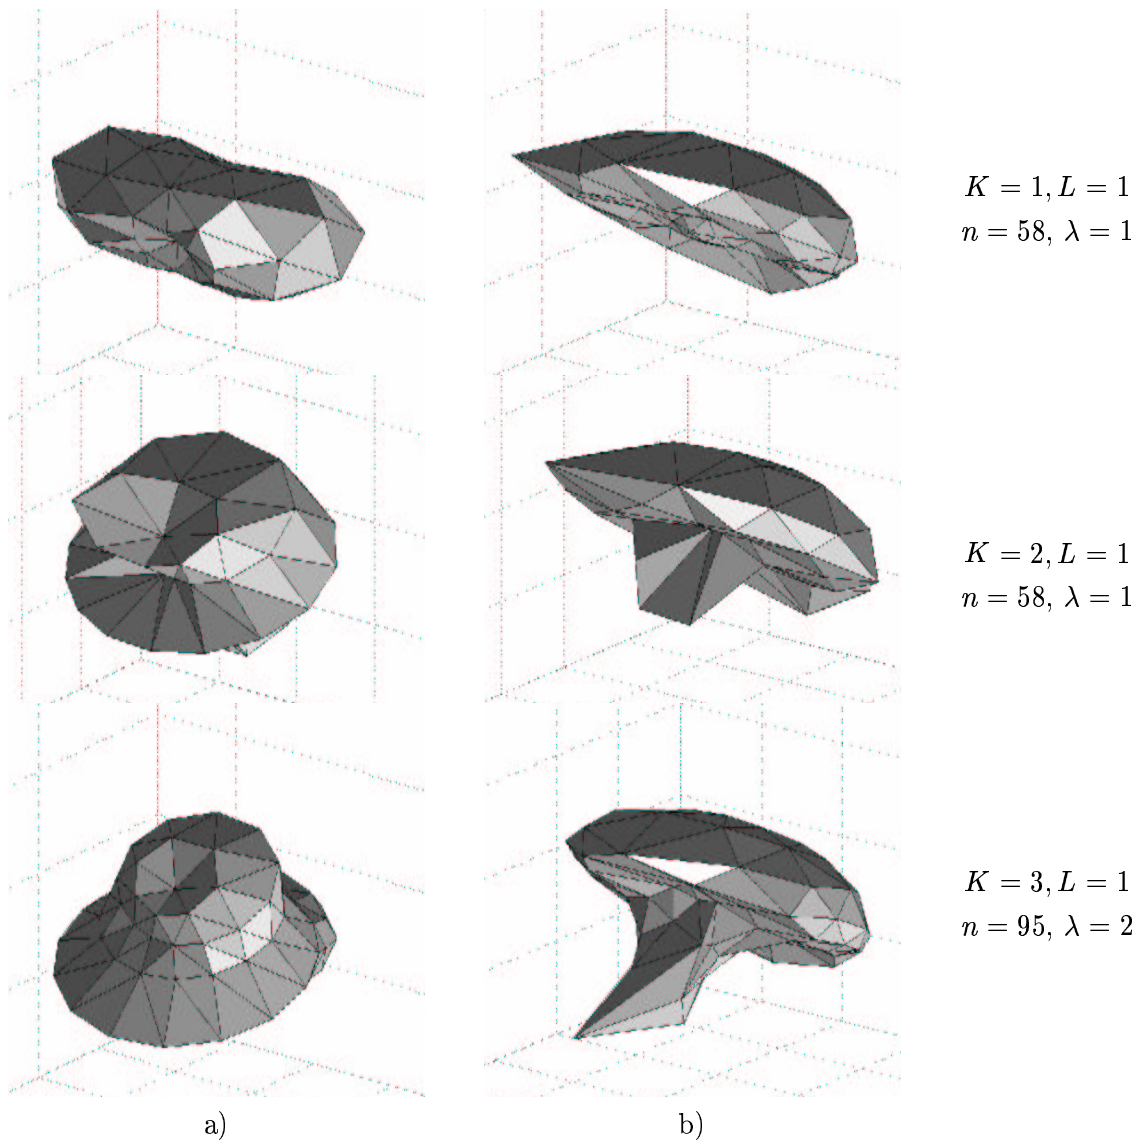 K = 1, L = 1
n = 58, λ = 1
K = 2, L = 1
n = 58, λ = 1
K = 3, L = 1
n = 95, λ = 2
a)
b)